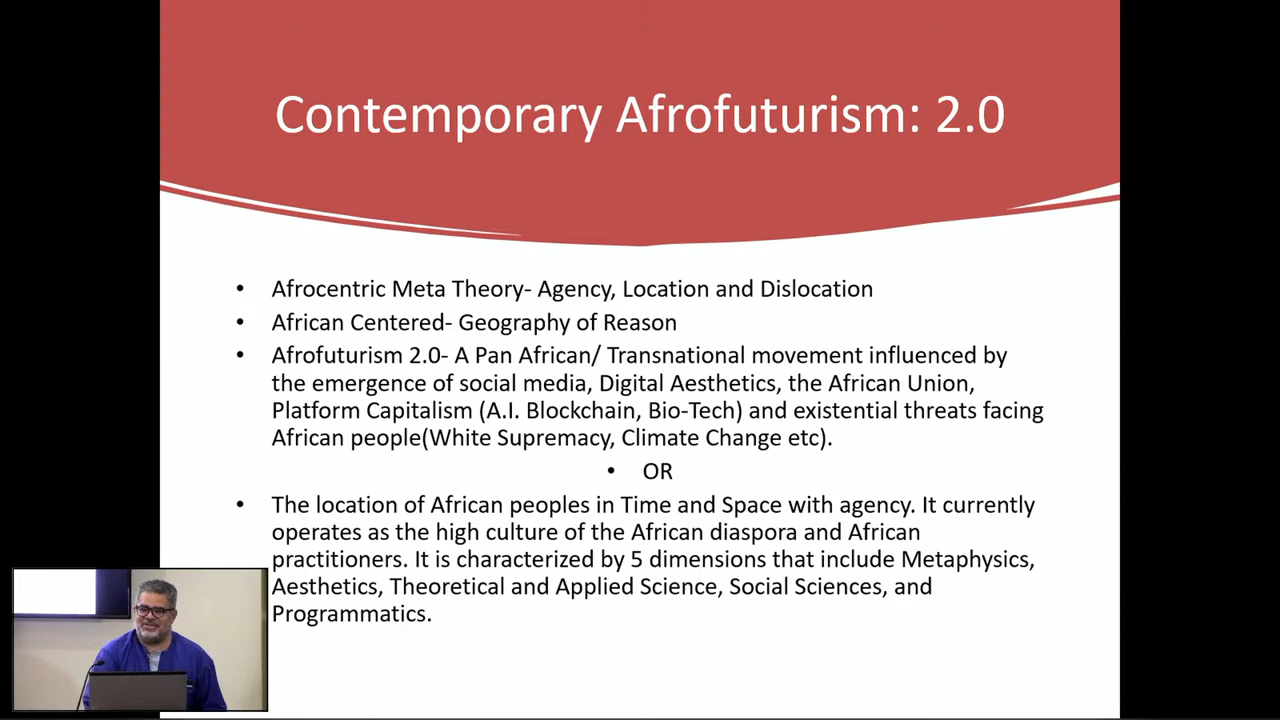 Contemporary Afrofuturism: 2.0
• Afrocentric Meta Theory- Agency, Location and Dislocation
• African Centered- Geography of Reason
• Afrofuturism 2.0- A Pan African/ Transnational movement influenced by
the emergence of social media, Digital Aesthetics, the African Union,
Platform Capitalism (A.I. Blockchain, Bio-Tech) and existential threats facing
African people(White Supremacy, Climate Change etc).
• OR
• The location of African peoples in Time and Space with agency. It currently
operates as the high culture of the African diaspora and African
practitioners. It is characterized by 5 dimensions that include Metaphysics,
Aesthetics, Theoretical and Applied Science, Social Sciences, and
Programmatics.